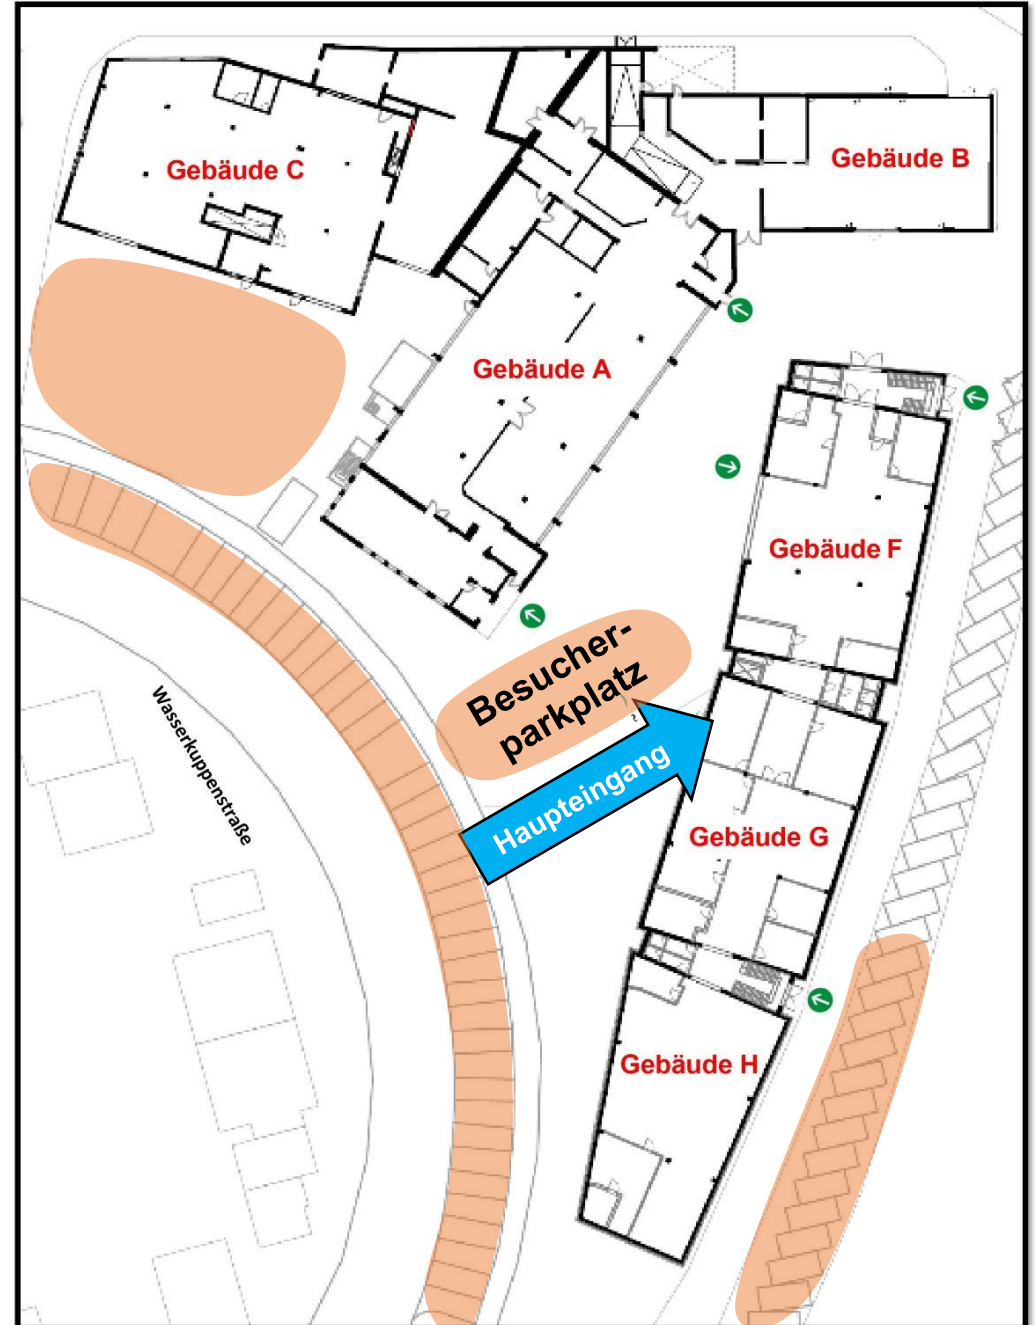 Gebäude C
Gebäude B
Gebäude A
Gebäude F
Besucher-
parkplatz
Haupteingang
Wasserkuppenstraße
Gebäude G
Gebäude H